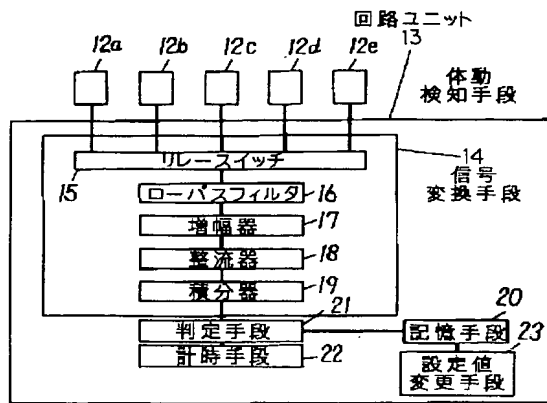 回路ユニット
13
12a 12b 12c 12d 12e
体動
検知手段
リレースイッチ
15
14
信号
変換手段
ローパスフィルタ 16
増幅器 17
整流器 18
積分器 19
判定手段 21
計時手段 22
記憶手段 20
設定値
変更手段 23